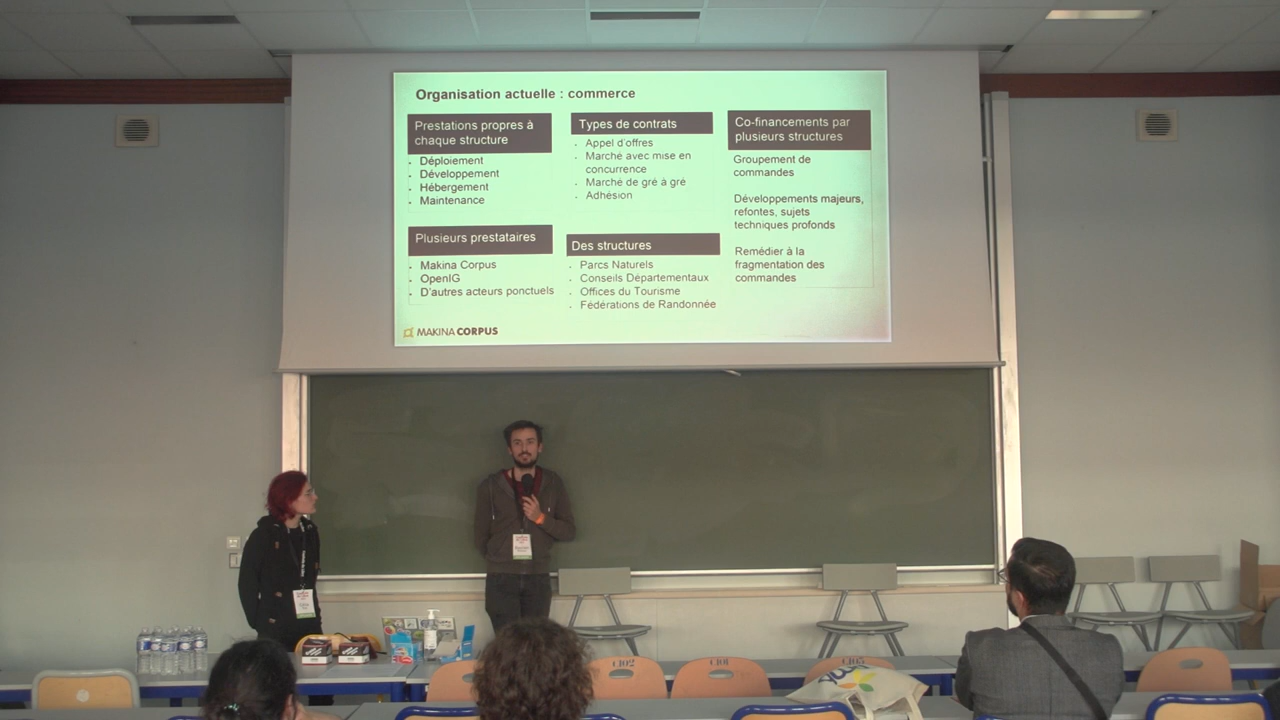 Organisation actuelle : commerce
Prestations propres à
chaque structure
Déploiement
Développement
Hébergement
Maintenance
Plusieurs prestataires
Makina Corpus
OpenIG
D'autres acteurs ponctuels
Types de contrats
Appel d'offres
Marché avec mise en
concurrence
Marché de gré à gré
Adhésion
Des structures
Parcs Naturels
Conseils Départementaux
Offices du Tourisme
Fédérations de Randonnée
Co-financements par
plusieurs structures
Groupement de
commandes
Développements majeurs,
refontes, sujets
techniques profonds
Remédier à la
fragmentation des
commandes
MAKINA CORPUS